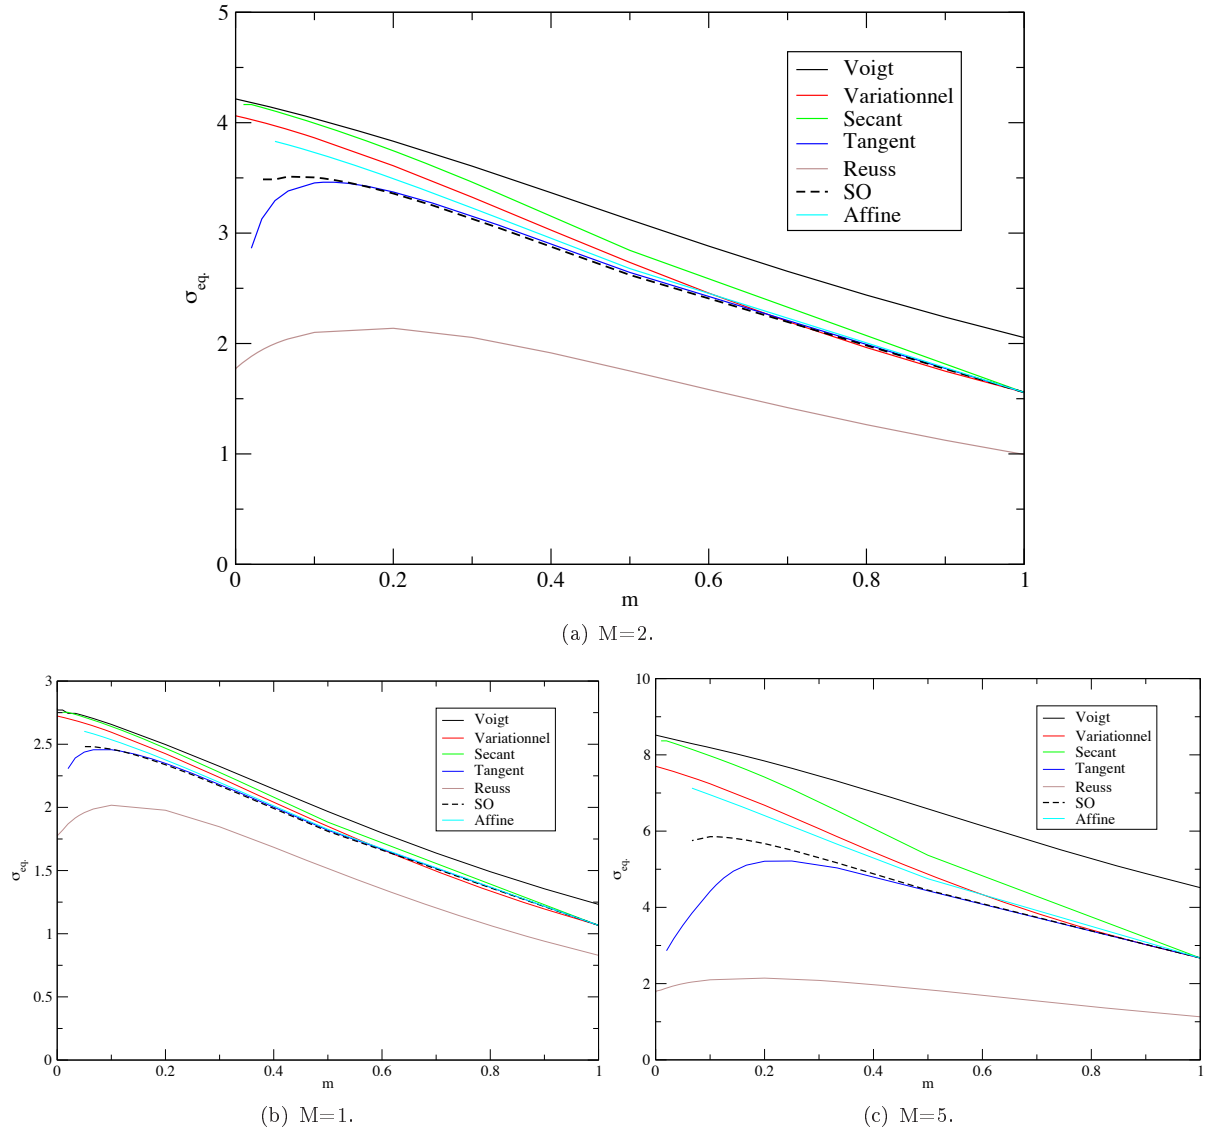 5
4
3
2
1
0
σeq.
0
0.2
0.4
0.6
0.8
1
m
Voigt
Variationnel
Secant
Tangent
Reuss
SO
Affine
(a) M=2.
3
2.5
2
1.5
1
0.5
0
σeq.
0
0.2
0.4
0.6
0.8
1
m
Voigt
Variationnel
Secant
Tangent
Reuss
SO
Affine
(b) M=1.
10
8
6
4
2
0
σeq.
0
0.2
0.4
0.6
0.8
1
m
Voigt
Variationnel
Secant
Tangent
Reuss
SO
Affine
(c) M=5.